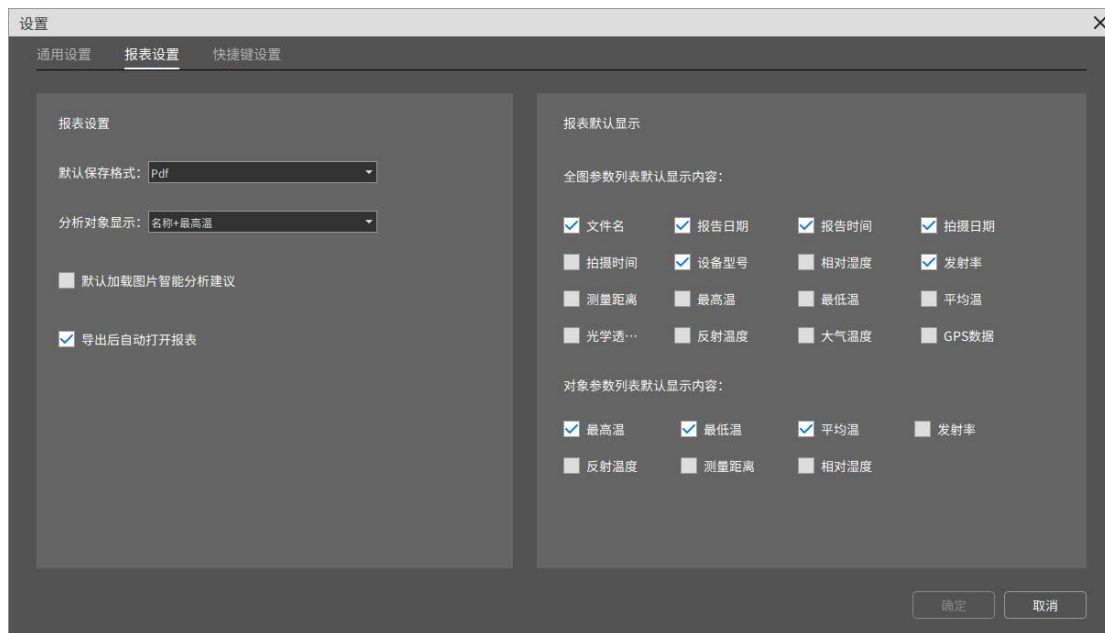 设置
通用设置 报表设置 快捷键设置
报表设置
默认保存格式: Pdf
分析对象显示: 名称+最高温
默认加载图片智能分析建议
导出后自动打开报表
报表默认显示
全图参数列表默认显示内容:
文件名 报告日期 报告时间 拍摄日期
拍摄时间 设备型号 相对湿度 发射率
测量距离 最高温 最低温 平均温
光学透… 反射温度 大气温度 GPS数据
对象参数列表默认显示内容:
最高温 最低温 平均温 发射率
反射温度 测量距离 相对湿度
确定 取消